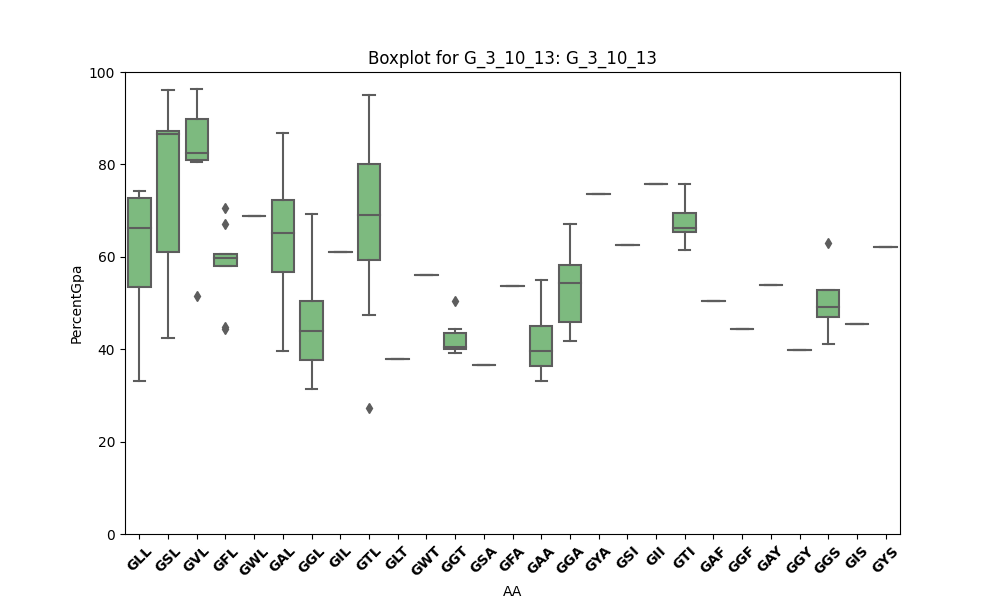 Boxplot for G_3_10_13: G_3_10_13
PercentGpa
100
80
60
40
20
0
GLL GSL GVL GFL GWL GAL GGL GIL GTL GLT GWT GGT GSA GFA GAA GGA GYA GSI GII GTI GAF GGF GAY GGY GGS GIS GYS
AA